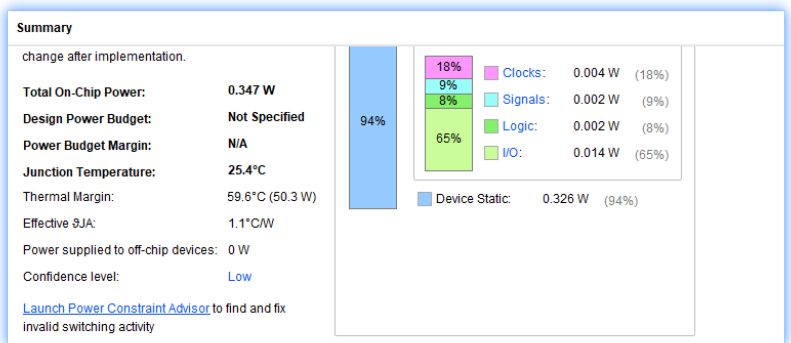 Summary
change after implementation.
Total On-Chip Power: 0.347 W
Design Power Budget: Not Specified
Power Budget Margin: N/A
Junction Temperature: 25.4°C
Thermal Margin: 59.6°C (50.3 W)
Effective ϑJA: 1.1°C/W
Power supplied to off-chip devices: 0 W
Confidence level: Low
Launch Power Constraint Advisor to find and fix
invalid switching activity
94%
18%
9%
8%
65%
Clocks: 0.004 W (18%)
Signals: 0.002 W (9%)
Logic: 0.002 W (8%)
I/O: 0.014 W (65%)
Device Static: 0.326 W (94%)